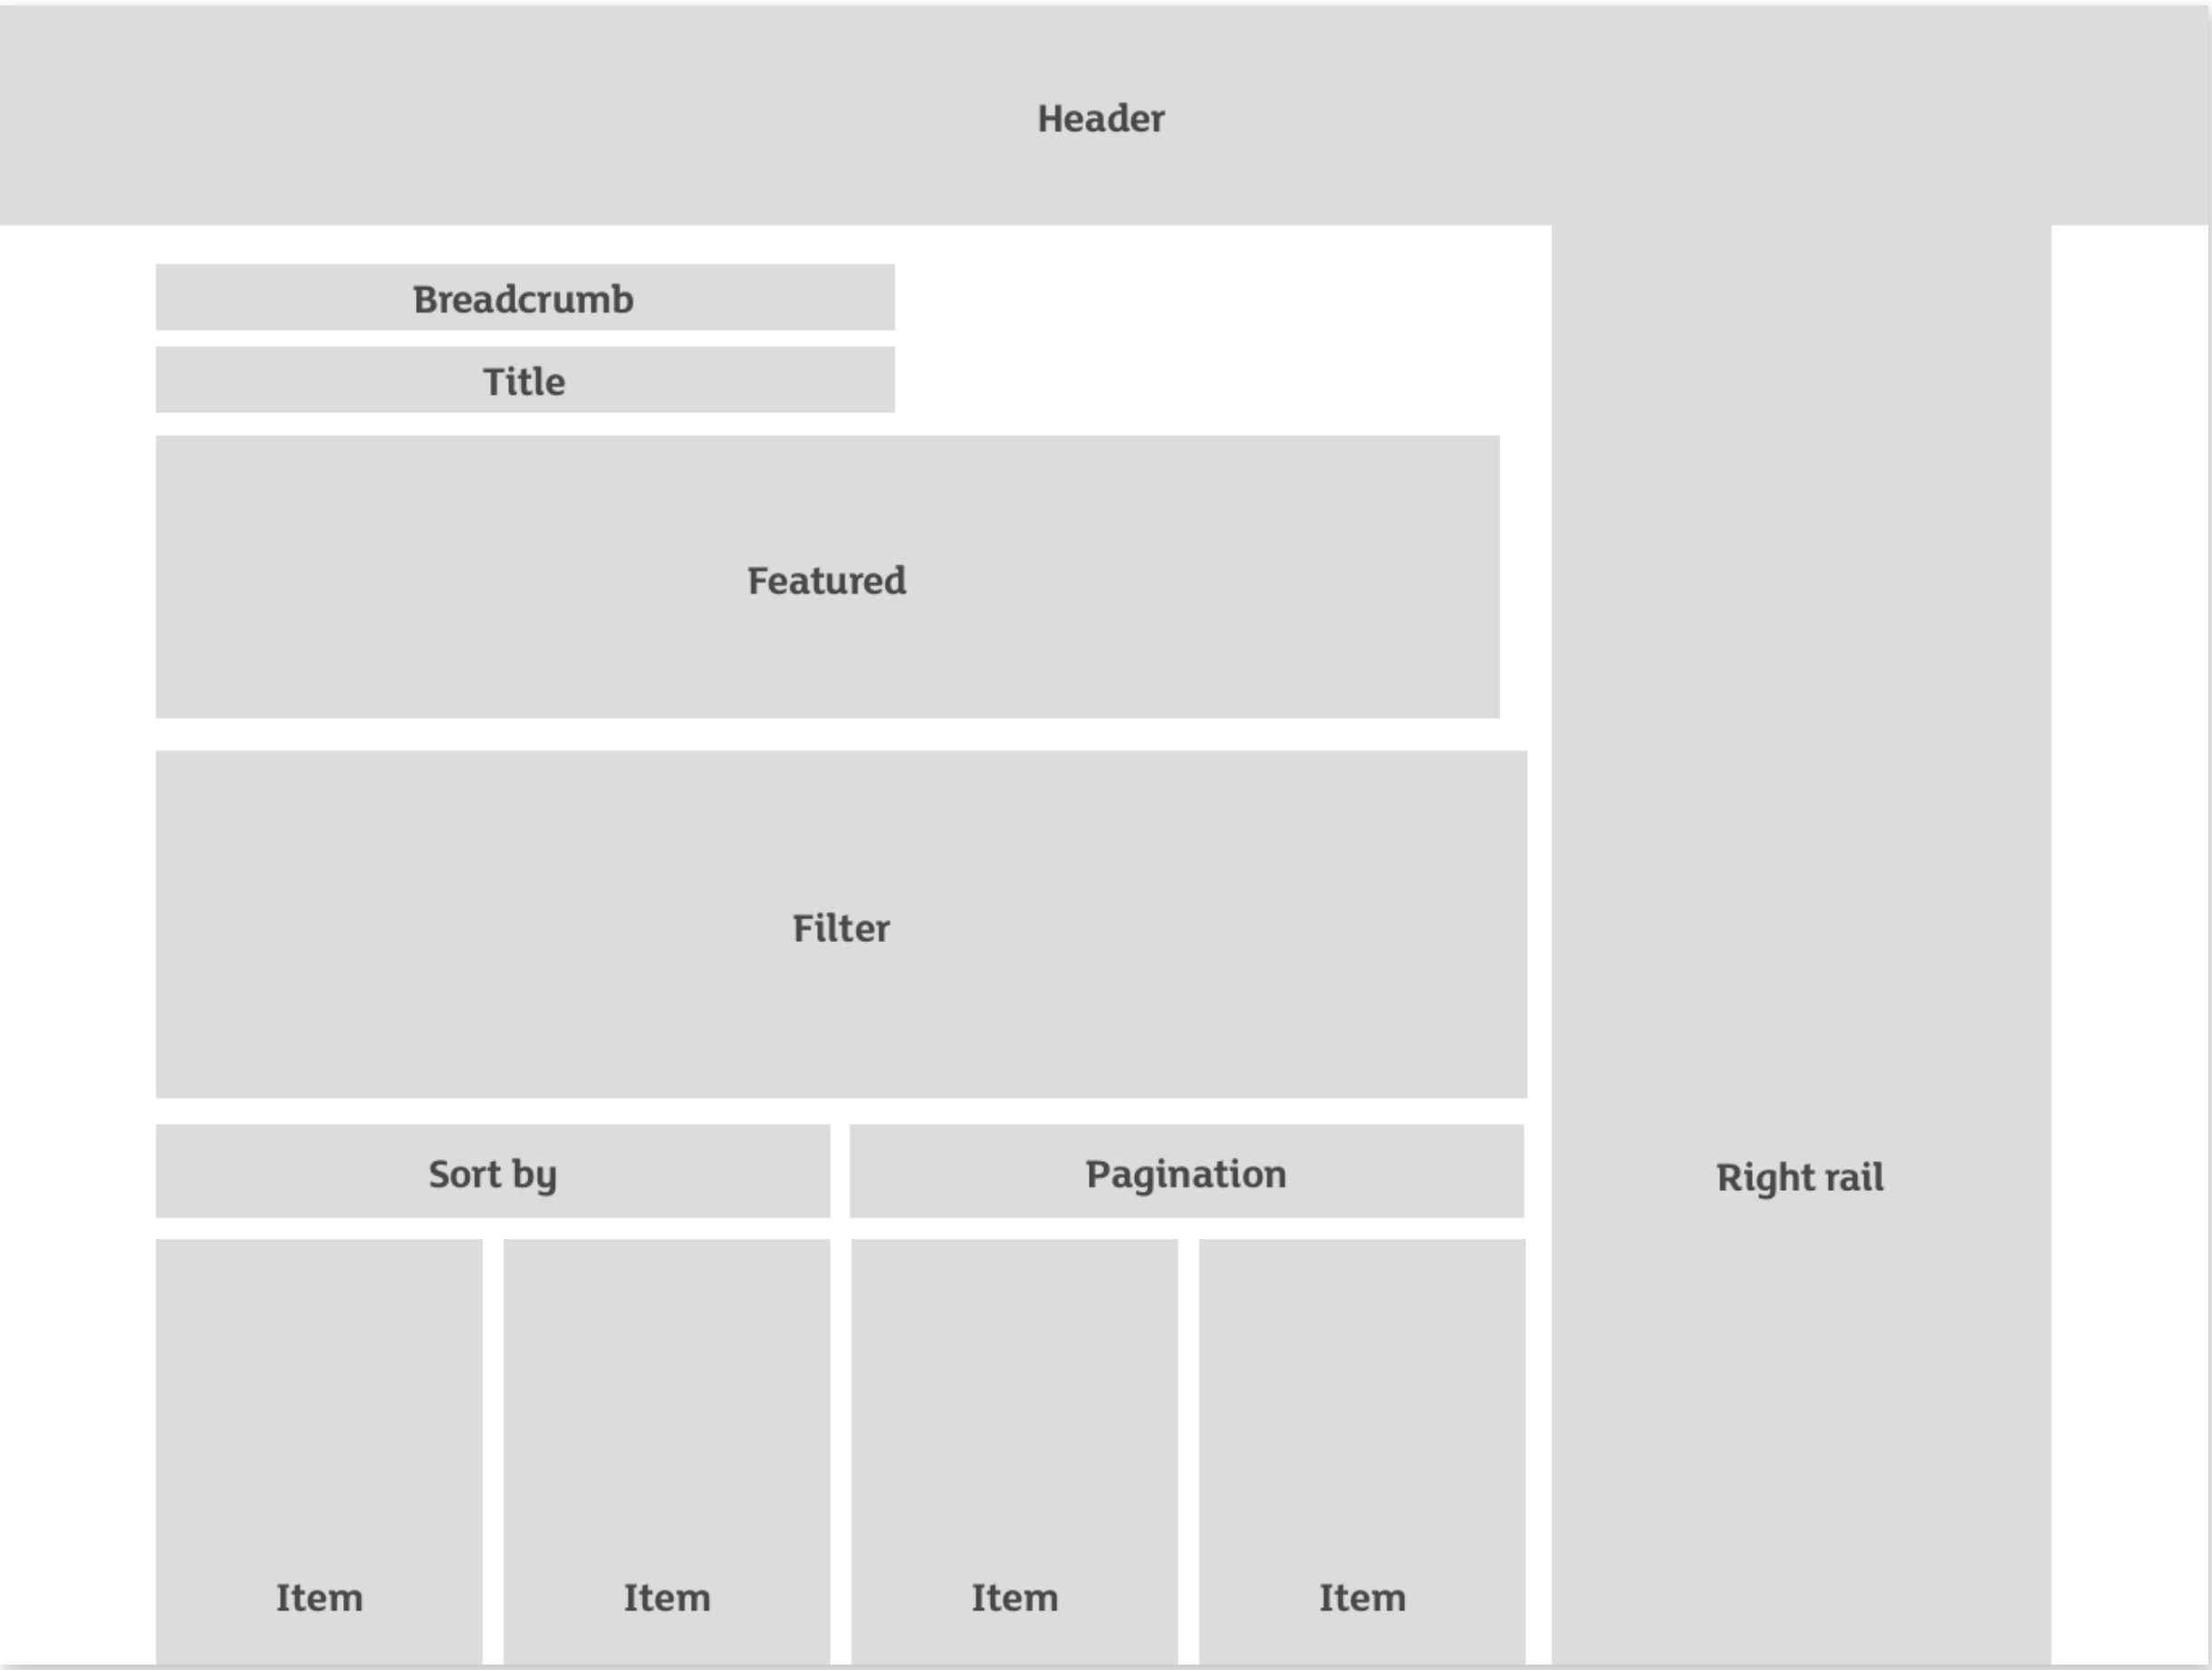 Header
Breadcrumb
Title
Featured
Filter
Sort by
Pagination
Right rail
Item
Item
Item
Item